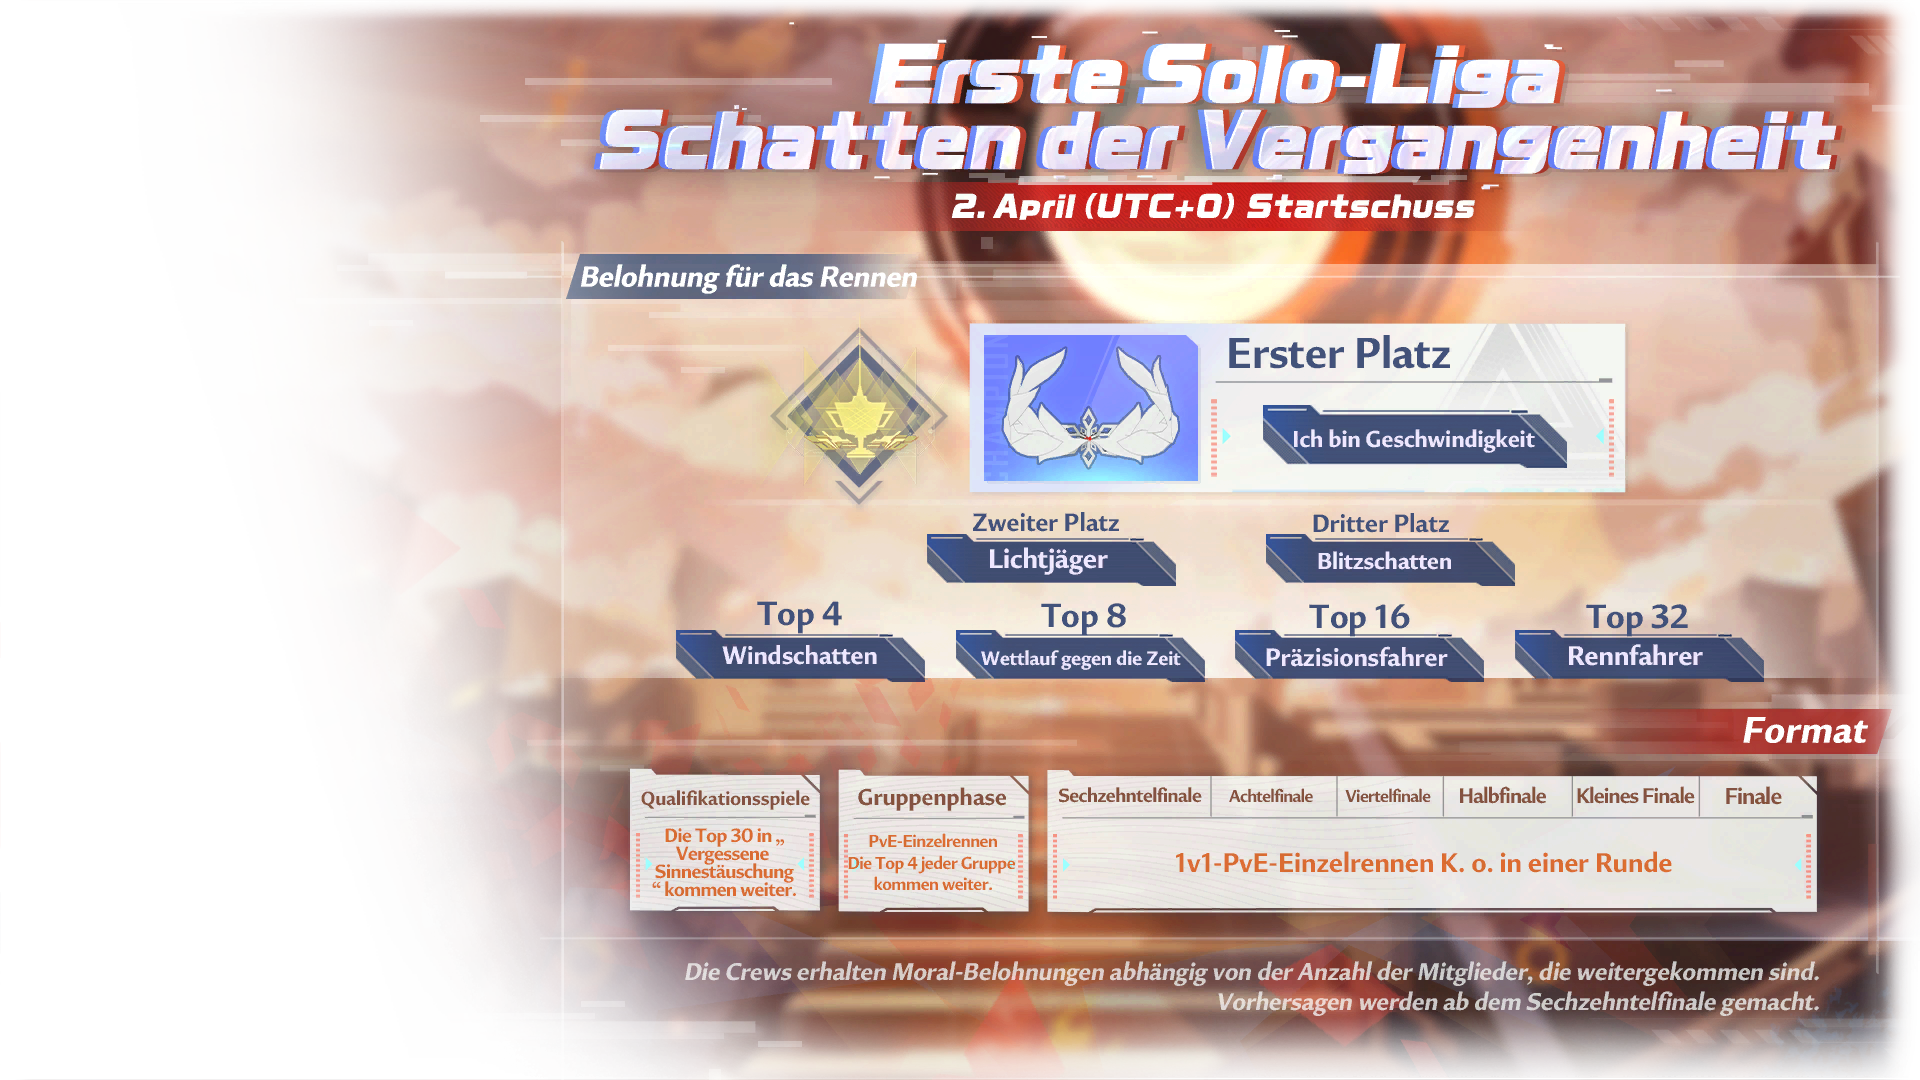 Erste Solo-Liga
Schatten der Vergangenheit
2. April (UTC+0) Startschuss
Belohnung für das Rennen
CHAMPION
Erster Platz
Ich bin Geschwindigkeit
Zweiter Platz
Lichtjäger
Dritter Platz
Blitzschatten
Top 4
Windschatten
Top 8
Wettlauf gegen die Zeit
Top 16
Präzisionsfahrer
Top 32
Rennfahrer
Format
Qualifikationsspiele
Die Top 30 in „
Vergessene
Sinnestäuschung
“ kommen weiter.
Gruppenphase
PvE-Einzelrennen
Die Top 4 jeder Gruppe
kommen weiter.
Sechzehntelfinale
Achtelfinale
Viertelfinale
Halbfinale
Kleines Finale
Finale
1v1-PvE-Einzelrennen K. o. in einer Runde
Die Crews erhalten Moral-Belohnungen abhängig von der Anzahl der Mitglieder, die weitergekommen sind.
Vorhersagen werden ab dem Sechzehntelfinale gemacht.